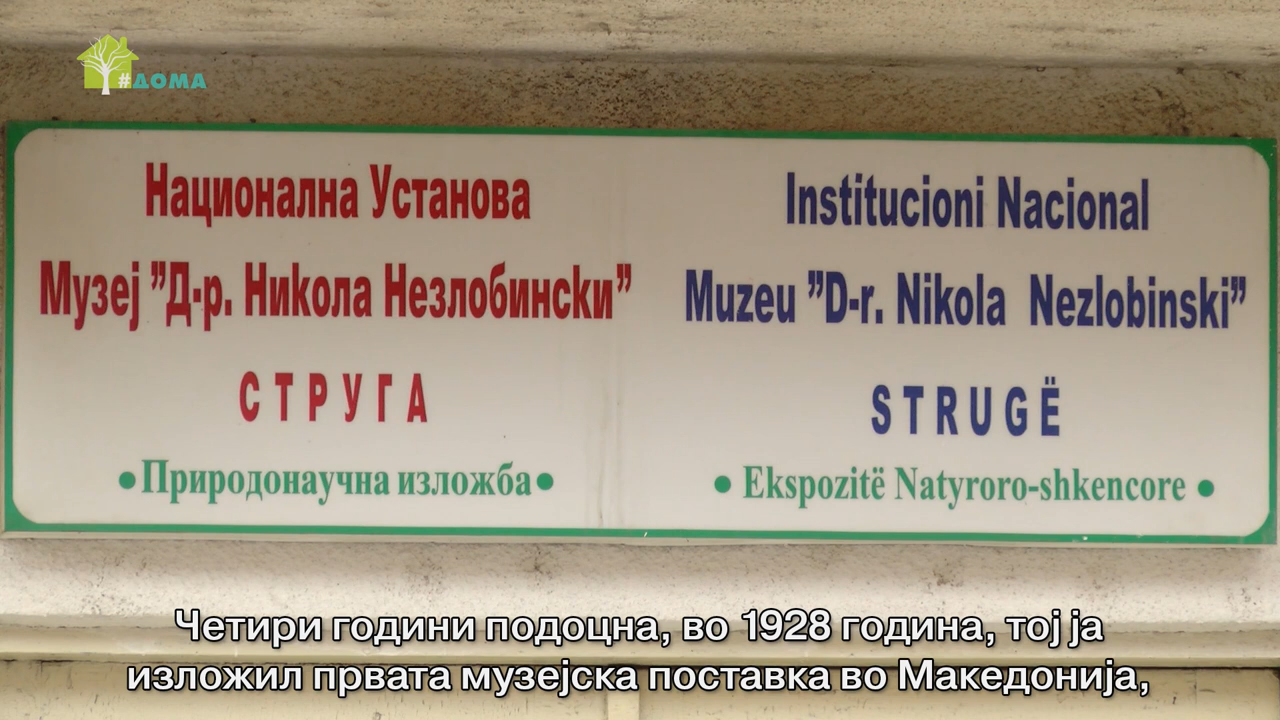 #ДОМА
Национална Установа
Музеј ”Д-р. Никола Незлобински”
СТРУГА
•Природонаучна изложба•
Institucioni Nacional
Muzeu ”D-r. Nikola Nezlobinski”
STRUGË
• Ekspozitë Natyroro-shkencore •
Четири години подоцна, во 1928 година, тој ја
изложил првата музејска поставка во Македонија,